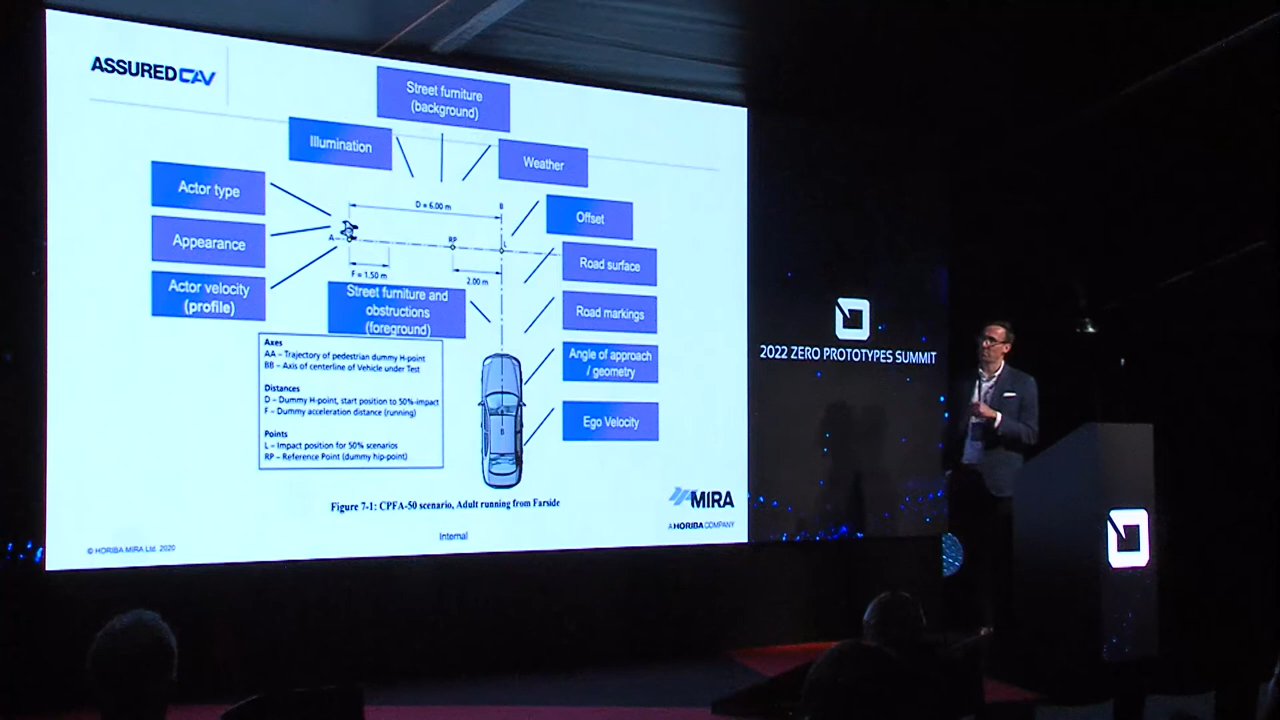 ASSUREDCAV
Street furniture
(background)
Illumination
Weather
Actor type
D = 6.00 m
B
Offset
Appearance
A
RP
L
Road surface
F = 1.50 m
2.00 m
Actor velocity
(profile)
Street furniture and
obstructions
(foreground)
Road markings
Angle of approach
/ geometry
Ego Velocity
Axes
AA – Trajectory of pedestrian dummy H-point
BB – Axis of centerline of Vehicle under Test
Distances
D – Dummy H-point, start position to 50%-impact
F – Dummy acceleration distance (running)
Points
L – Impact position for 50% scenarios
RP – Reference Point (dummy hip-point)
B
Figure 7-1: CPFA-50 scenario, Adult running from Farside
MIRA
A HORIBA COMPANY
Internal
© HORIBA MIRA Ltd. 2020
2022 ZERO PROTOTYPES SUMMIT